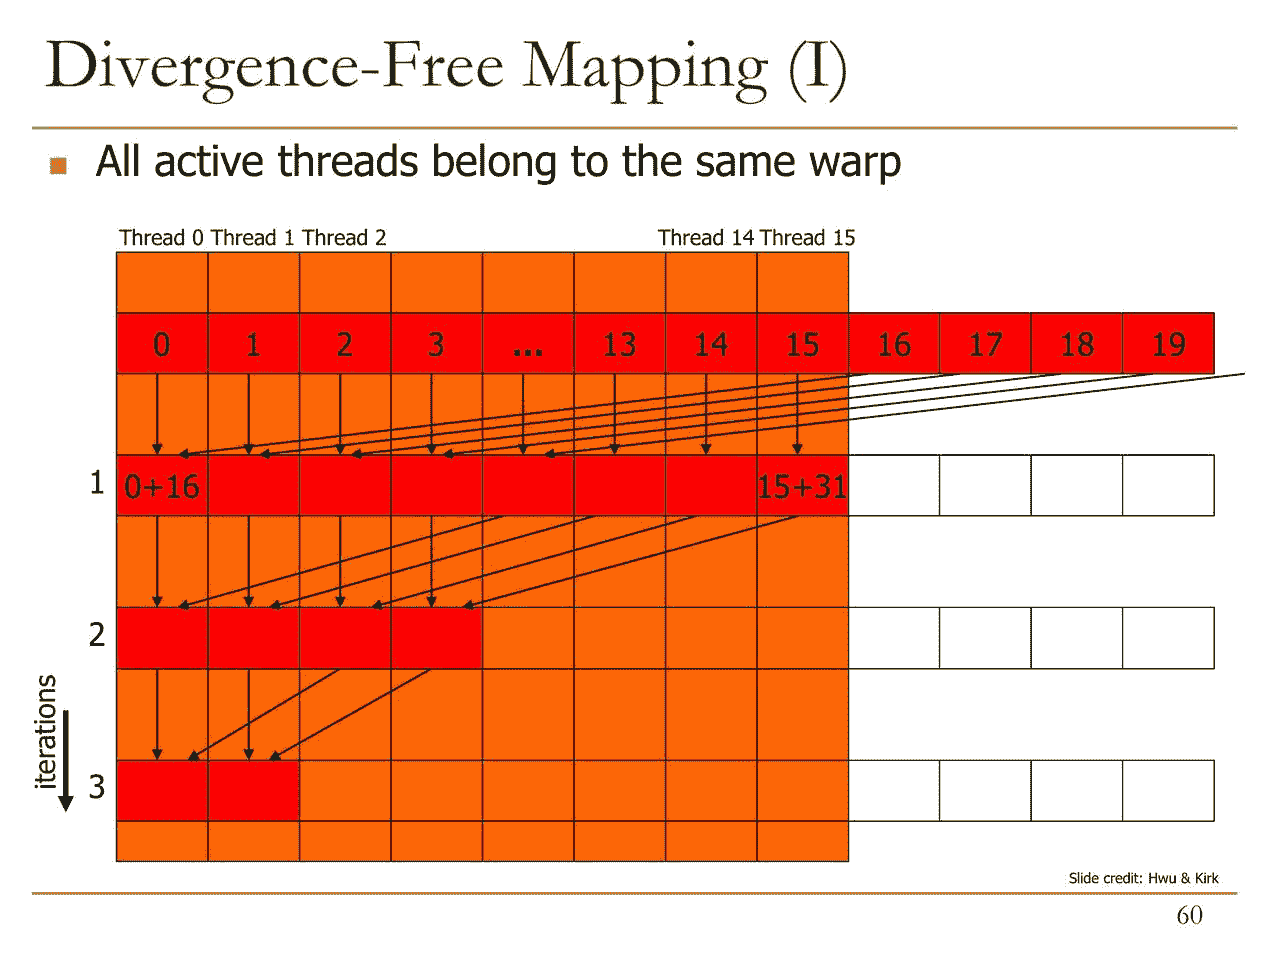 Divergence-Free Mapping (I)
All active threads belong to the same warp
Thread 0 Thread 1 Thread 2 Thread 14 Thread 15
0 1 2 3 ... 13 14 15 16 17 18 19
1 0+16 15+31
2
iterations
3
Slide credit: Hwu & Kirk
60